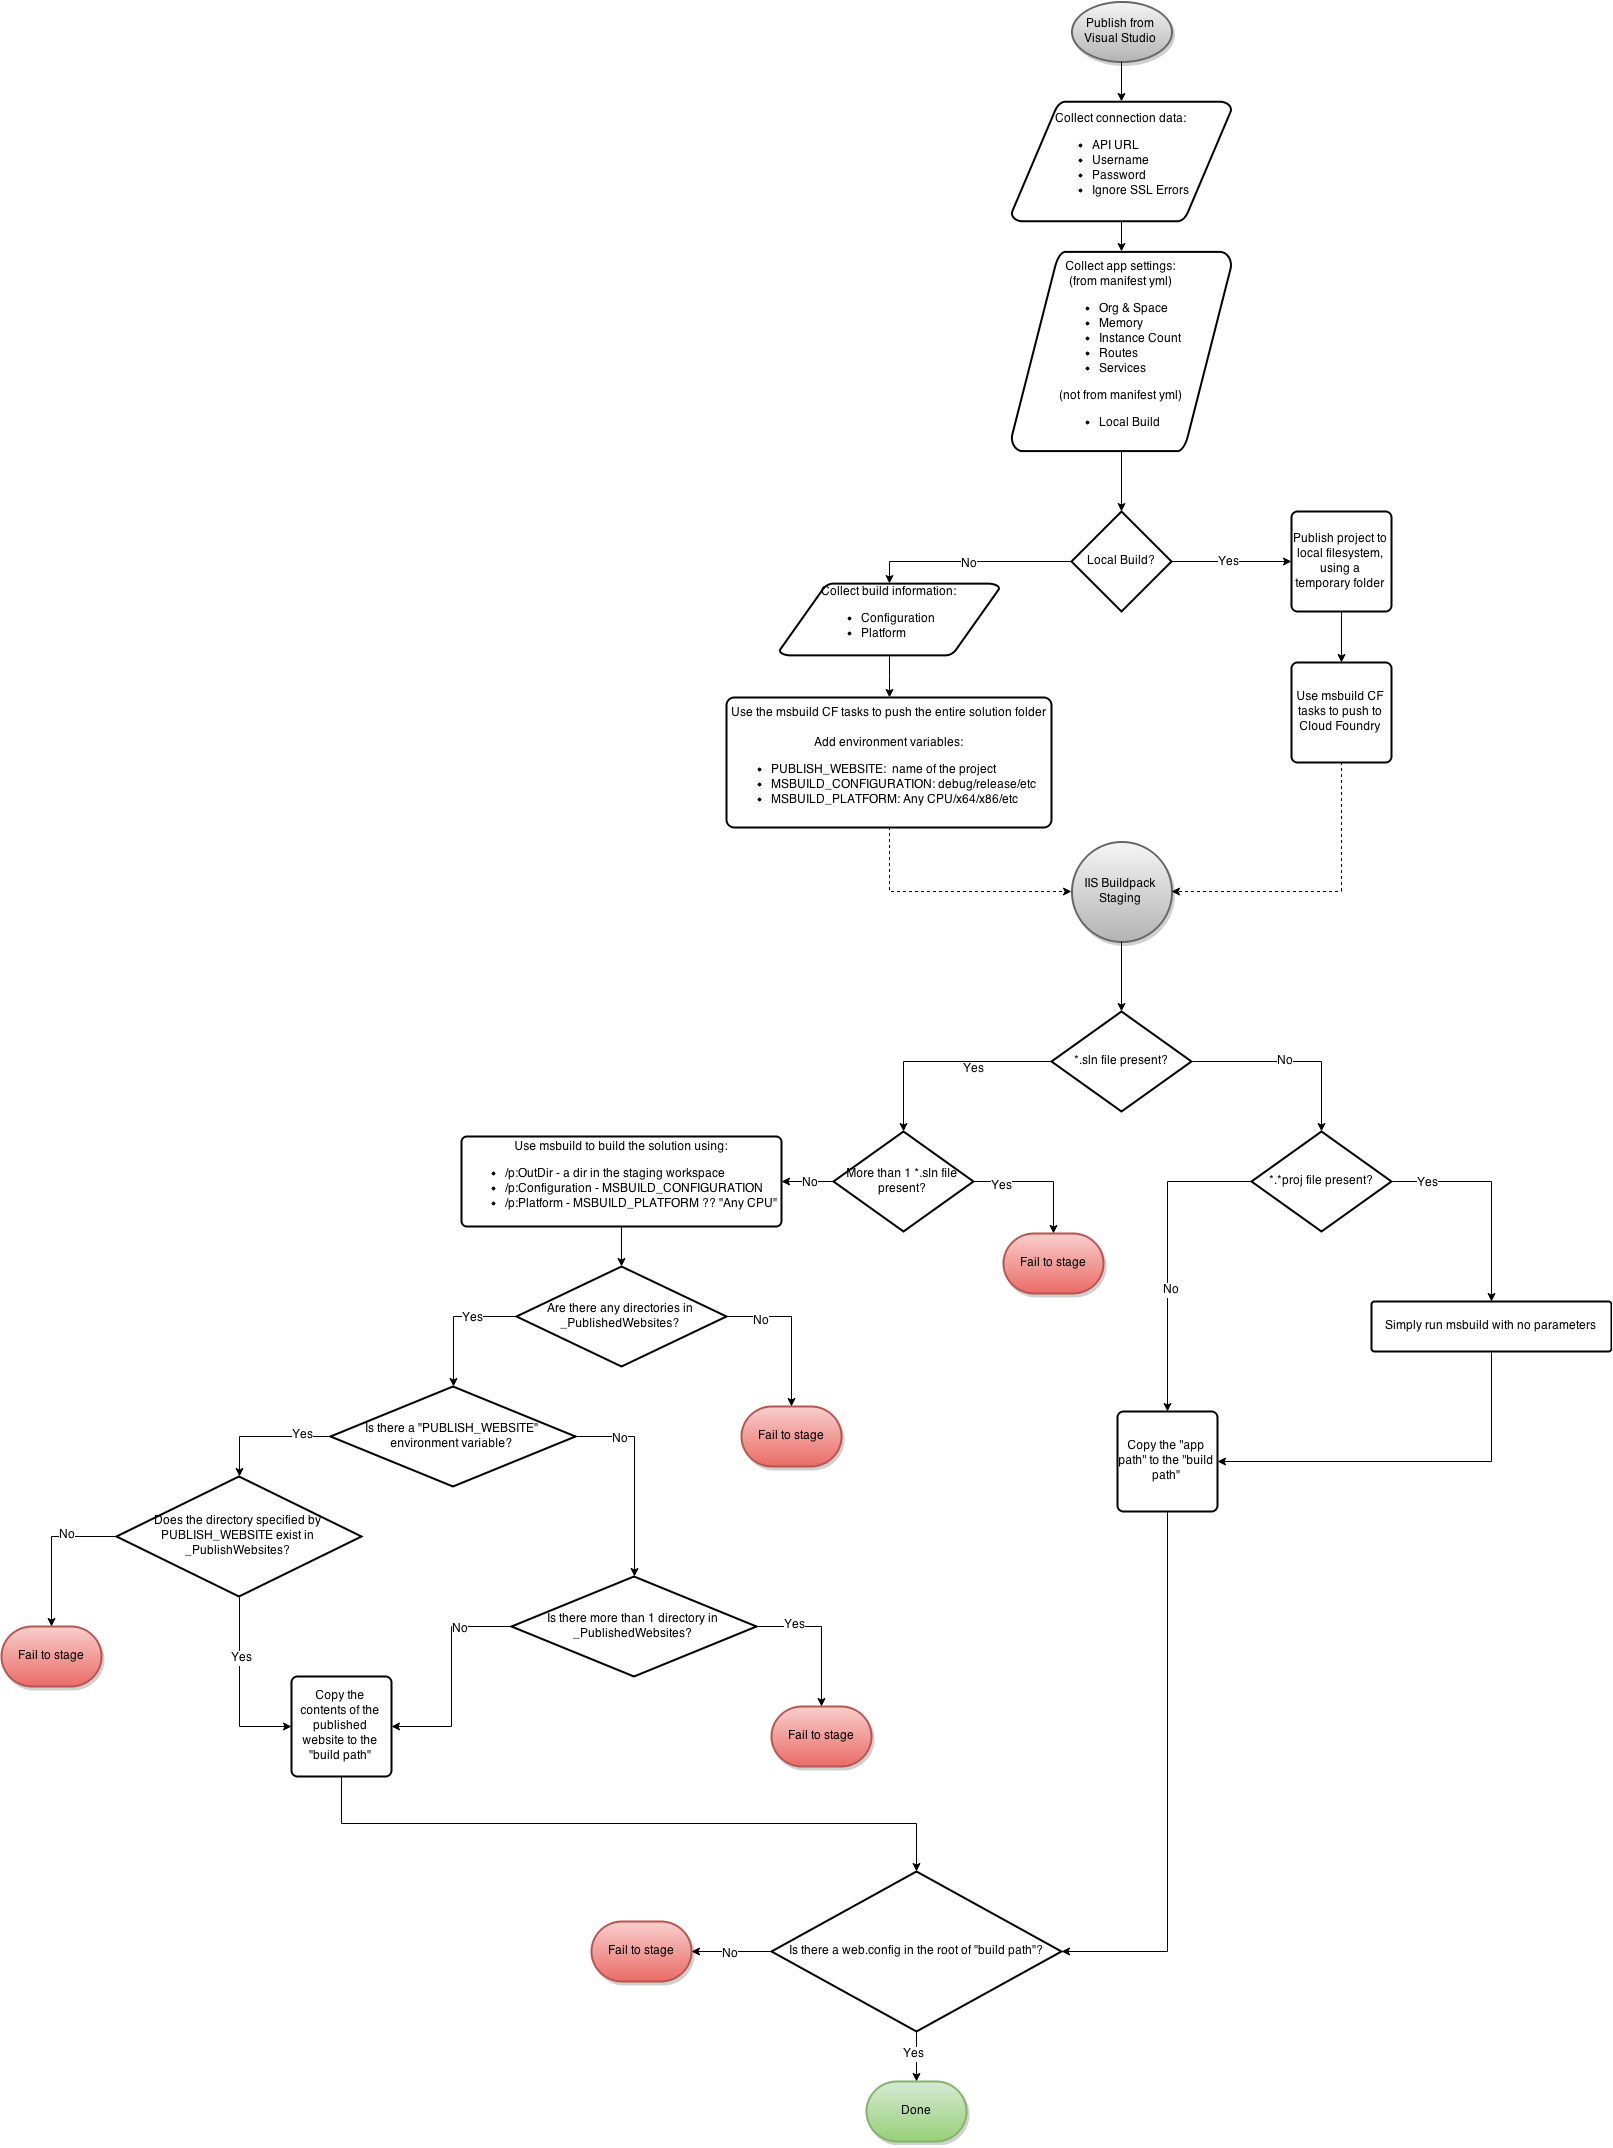 Publish from
Visual Studio
Collect connection data:
• API URL
• Username
• Password
• Ignore SSL Errors
Collect app settings:
(from manifest yml)
• Org & Space
• Memory
• Instance Count
• Routes
• Services
(not from manifest yml)
• Local Build
Local Build?
No
Yes
Publish project to
local filesystem,
using a
temporary folder
Collect build information:
• Configuration
• Platform
Use msbuild CF
tasks to push to
Cloud Foundry
Use the msbuild CF tasks to push the entire solution folder
Add environment variables:
• PUBLISH_WEBSITE:  name of the project
• MSBUILD_CONFIGURATION: debug/release/etc
• MSBUILD_PLATFORM: Any CPU/x64/x86/etc
IIS Buildpack
Staging
*.sln file present?
Yes
No
More than 1 *.sln file
present?
No
Yes
*.*proj file present?
Yes
No
Use msbuild to build the solution using:
• /p:OutDir - a dir in the staging workspace
• /p:Configuration - MSBUILD_CONFIGURATION
• /p:Platform - MSBUILD_PLATFORM ?? "Any CPU"
Fail to stage
Simply run msbuild with no parameters
Are there any directories in
_PublishedWebsites?
Yes
No
Fail to stage
Is there a "PUBLISH_WEBSITE"
environment variable?
Yes
No
Copy the "app
path" to the "build
path"
Does the directory specified by
PUBLISH_WEBSITE exist in
_PublishWebsites?
No
Yes
Fail to stage
Is there more than 1 directory in
_PublishedWebsites?
No
Yes
Fail to stage
Copy the
contents of the
published
website to the
"build path"
Is there a web.config in the root of "build path"?
No
Fail to stage
Yes
Done